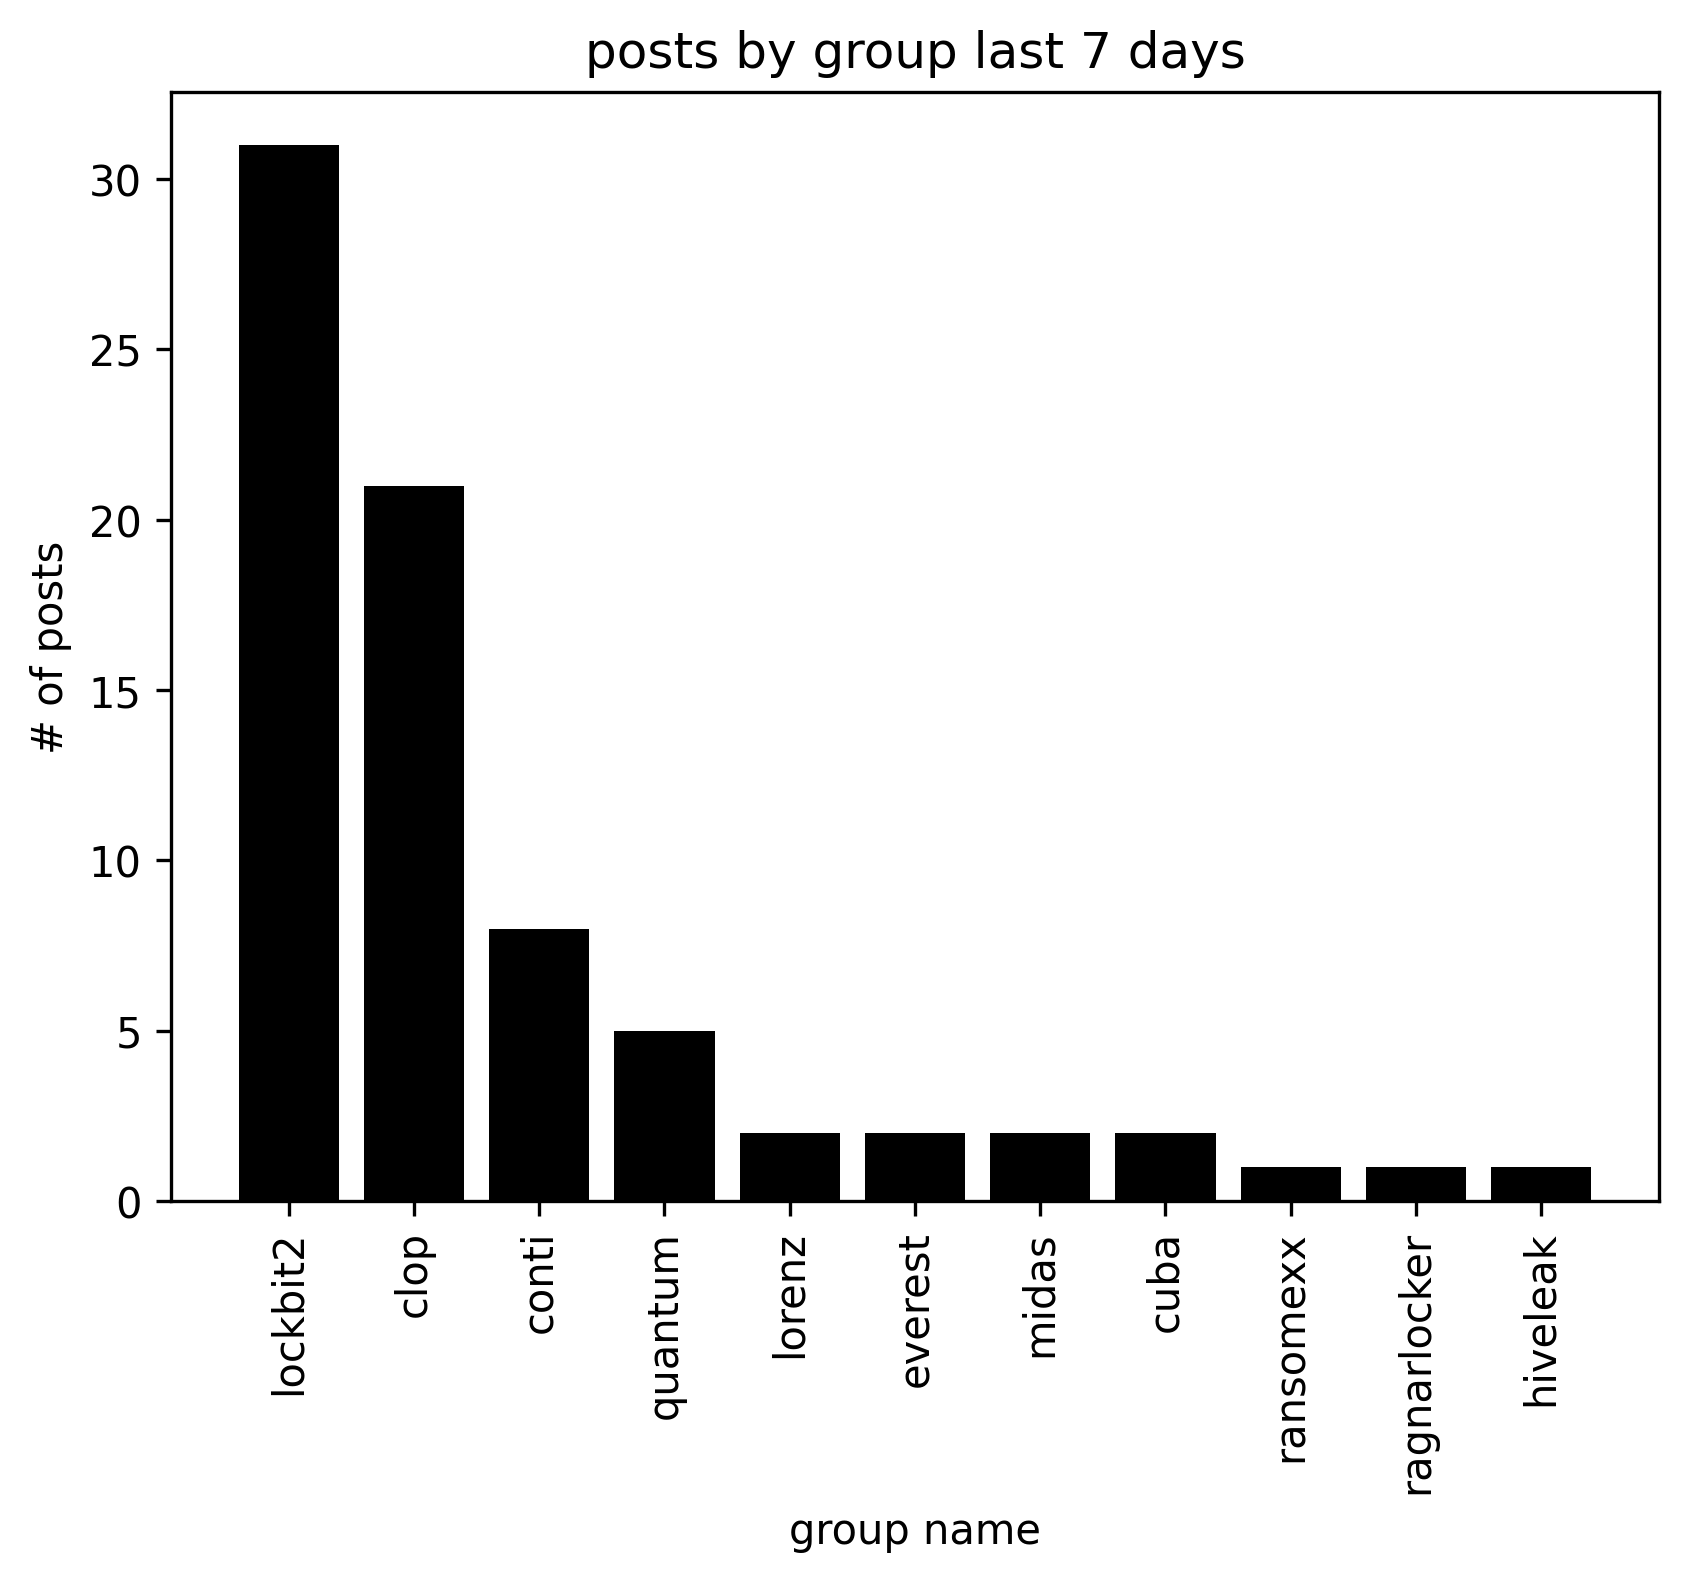 posts by group last 7 days
# of posts
30
25
20
15
10
5
0
lockbit2
clop
conti
quantum
lorenz
everest
midas
cuba
ransomexx
ragnarlocker
hiveleak
group name